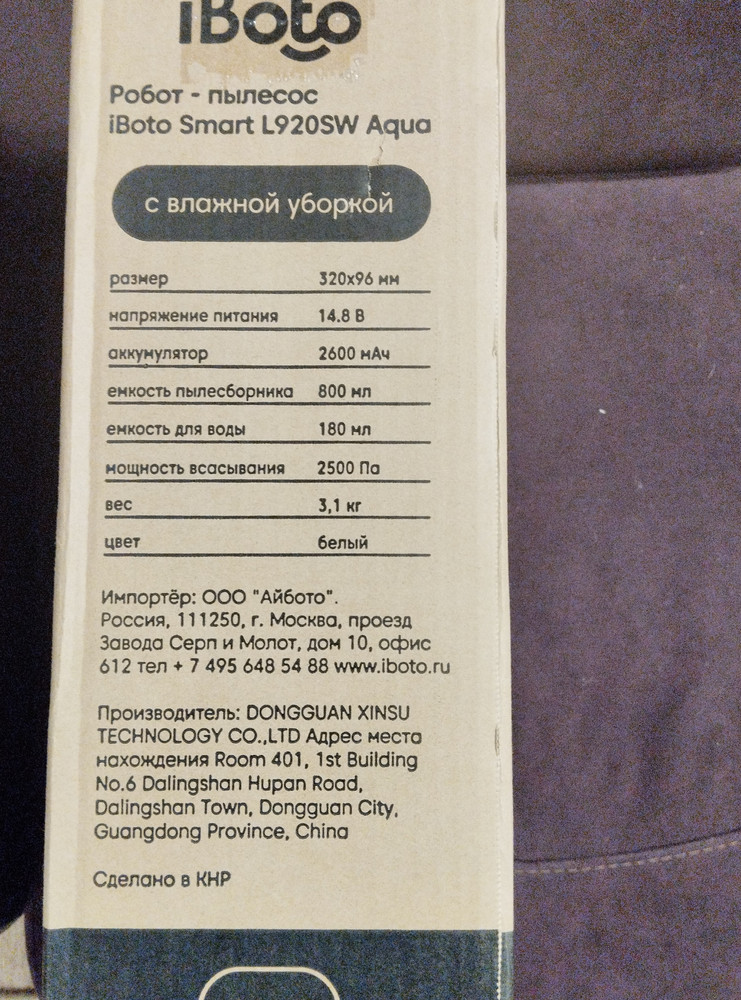 iBoto
Робот - пылесос
iBoto Smart L920SW Aqua
с влажной уборкой
размер 320х96 мм
напряжение питания 14.8 В
аккумулятор 2600 мАч
емкость пылесборника 800 мл
емкость для воды 180 мл
мощность всасывания 2500 Па
вес 3,1 кг
цвет белый
Импортёр: ООО "Айбото".
Россия, 111250, г. Москва, проезд
Завода Серп и Молот, дом 10, офис
612 тел + 7 495 648 54 88 www.iboto.ru
Производитель: DONGGUAN XINSU
TECHNOLOGY CO.,LTD Адрес места
нахождения Room 401, 1st Building
No.6 Dalingshan Hupan Road,
Dalingshan Town, Dongguan City,
Guangdong Province, China
Сделано в КНР